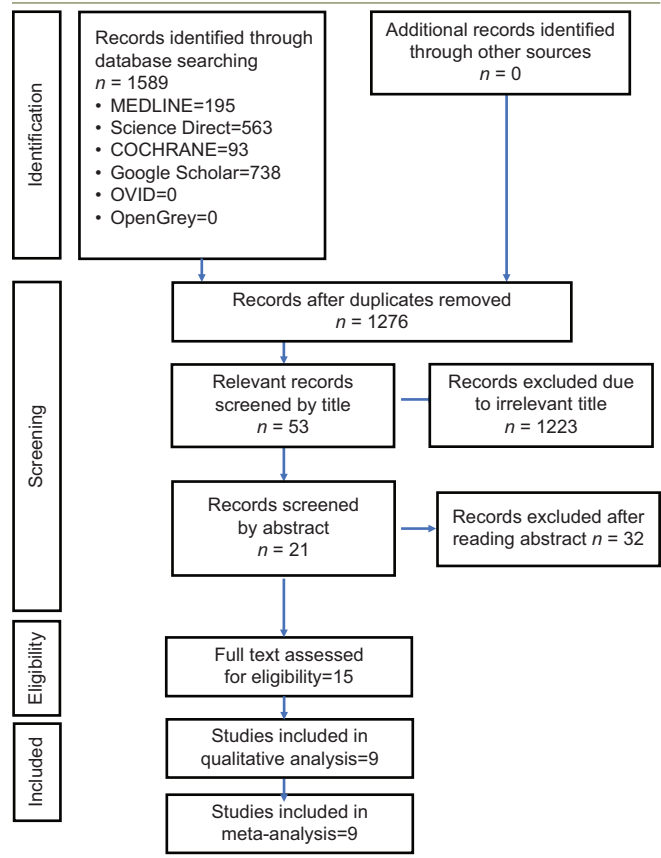 Identification
Records identified through
database searching
n = 1589
• MEDLINE=195
• Science Direct=563
• COCHRANE=93
• Google Scholar=738
• OVID=0
• OpenGrey=0
Additional records identified
through other sources
n = 0
Screening
Records after duplicates removed
n = 1276
Relevant records
screened by title
n = 53
Records excluded due
to irrelevant title
n = 1223
Records screened
by abstract
n = 21
Records excluded after
reading abstract n = 32
Eligibility
Full text assessed
for eligibility=15
Included
Studies included in
qualitative analysis=9
Studies included in
meta-analysis=9